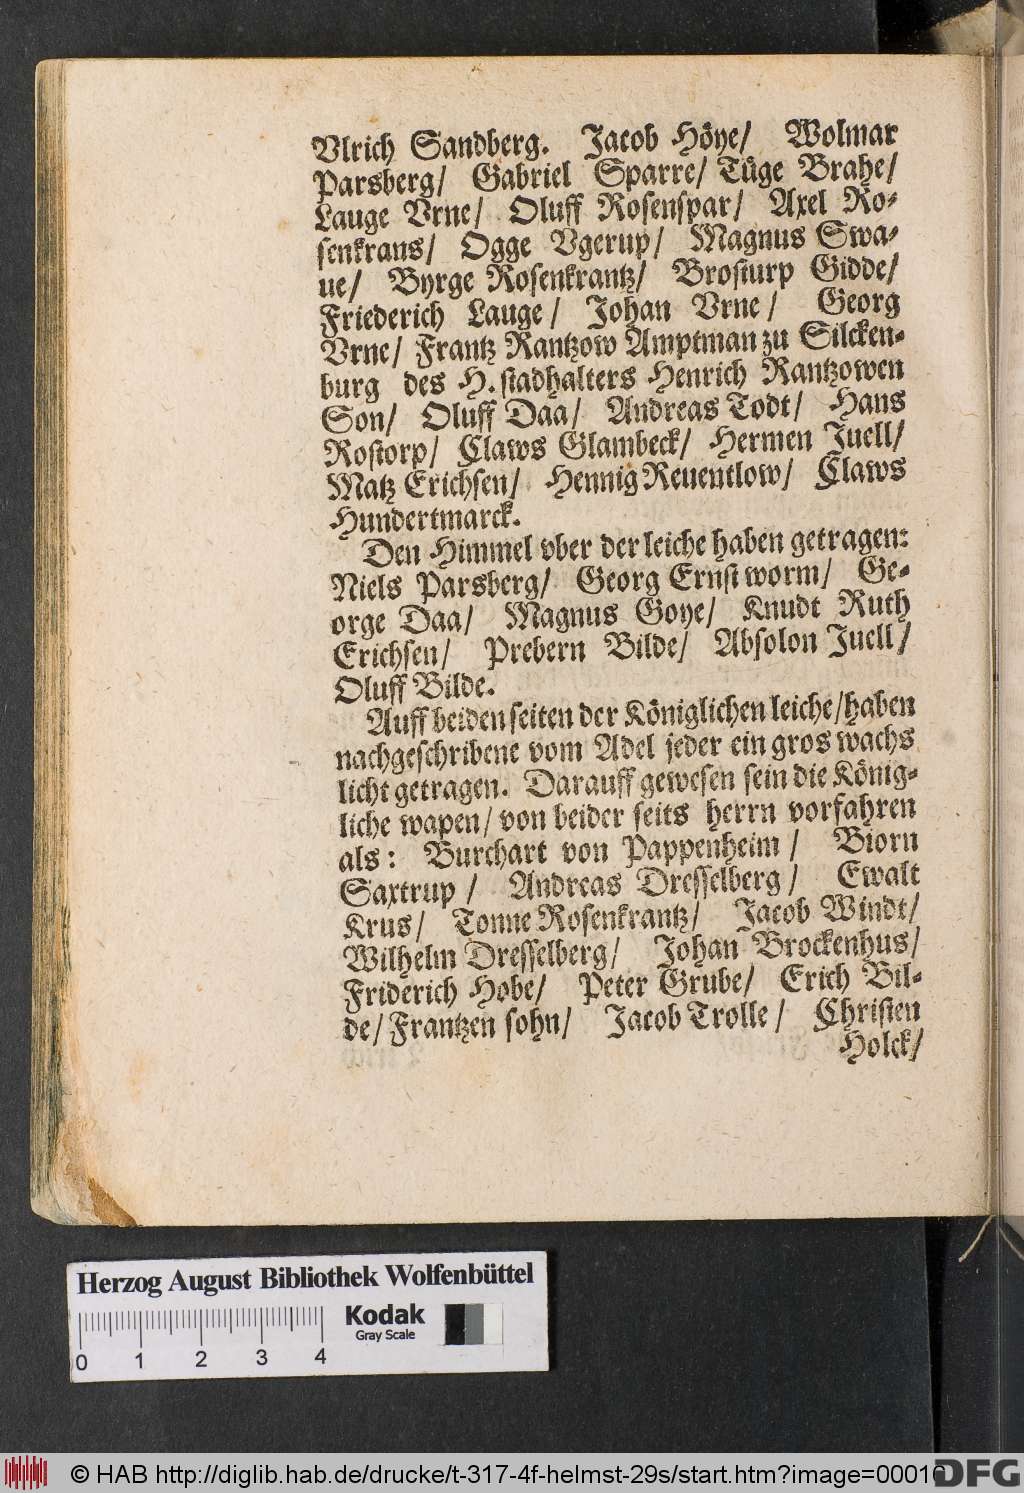 Vlrich Sandberg. Jacob Höye/ Wolmar
Parsberg/ Gabriel Sparre/ Tüge Brahe/
Lauge Vrne/ Oluff Rosenspar/ Axel Ro-
senkrans/ Ogge Vgerup/ Magnus Swa-
ue/ Byrge Rosenkrantz/ Brosturp Gidde/
Friederich Lauge/ Johan Vrne/ Georg
Vrne/ Frantz Rantzow Amptman zu Silcken-
burg des H. stadhalters Henrich Rantzowen
Son/ Oluff Daa/ Andreas Todt/ Hans
Rostorp/ Claws Glambeck/ Hermen Juell/
Matz Erichsen/ Hennig Reuentlow/ Claws
Hundertmarck.
Den Himmel vber der leiche haben getragen:
Niels Parsberg/ Georg Ernst worm/ Ge-
orge Daa/ Magnus Goye/ Knudt Ruth
Erichsen/ Prebern Bilde/ Absolon Juell/
Oluff Bilde.
Auff beiden seiten der Königlichen leiche/ haben
nachgeschribene vom Adel jeder ein gros wachs
licht getragen. Darauff gewesen sein die König-
liche wapen/ von beider seits herrn vorfahren
als: Burchart von Pappenheim/ Biorn
Saxtrup/ Andreas Dresselberg/ Ewalt
Krus/ Tonne Rosenkrantz/ Jacob Windt/
Wilhelm Dresselberg/ Johan Brockenhus/
Friderich Hobe/ Peter Grube/ Erich Bil-
de/ Frantzen sohn/ Jacob Trolle/ Christen
Holck/
Herzog August Bibliothek Wolfenbüttel
Kodak
Gray Scale
0 1 2 3 4
© HAB http://diglib.hab.de/drucke/t-317-4f-helmst-29s/start.htm?image=00010
DFG